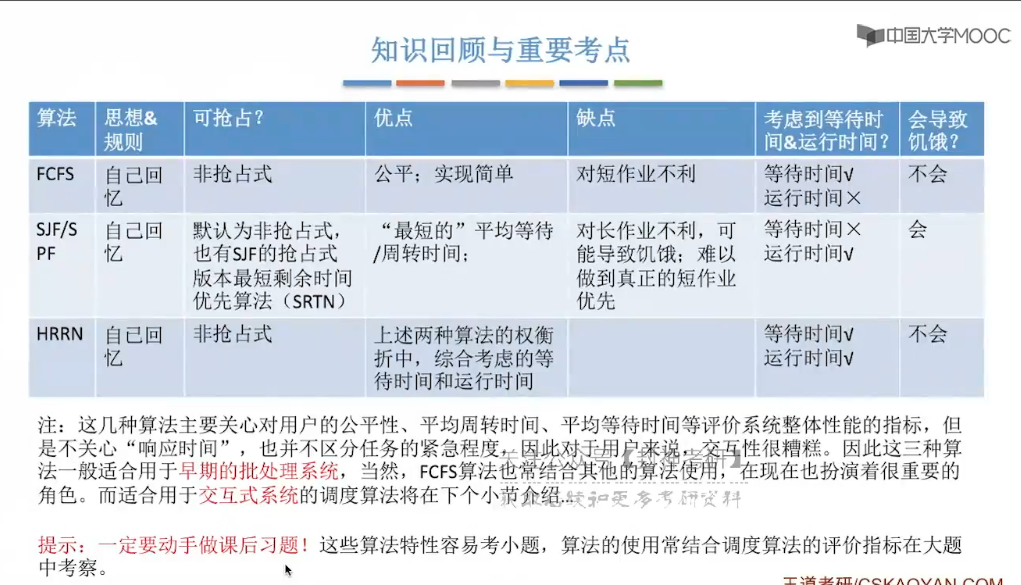 中国大学MOOC
知识回顾与重要考点
算法
思想&
规则
可抢占？
优点
缺点
考虑到等待时
间&运行时间？
会导致
饥饿？
FCFS
自己回
忆
非抢占式
公平；实现简单
对短作业不利
等待时间√
运行时间×
不会
SJF/S
PF
自己回
忆
默认为非抢占式，
也有SJF的抢占式
版本最短剩余时间
优先算法（SRTN）
“最短的”平均等待
/周转时间；
对长作业不利，可
能导致饥饿；难以
做到真正的短作业
优先
等待时间×
运行时间√
会
HRRN
自己回
忆
非抢占式
上述两种算法的权衡
折中，综合考虑的等
待时间和运行时间
等待时间√
运行时间√
不会
注：这几种算法主要关心对用户的公平性、平均周转时间、平均等待时间等评价系统整体性能的指标，但
是不关心“响应时间”，也并不区分任务的紧急程度，因此对于用户来说，交互性很糟糕。因此这三种算
法一般适合用于早期的批处理系统，当然，FCFS算法也常结合其他的算法使用，在现在也扮演着很重要的
角色。而适合用于交互式系统的调度算法将在下个小节介绍…
提示：一定要动手做课后习题！这些算法特性容易考小题，算法的使用常结合调度算法的评价指标在大题
中考察。
王道考研/CSKAOYAN.COM